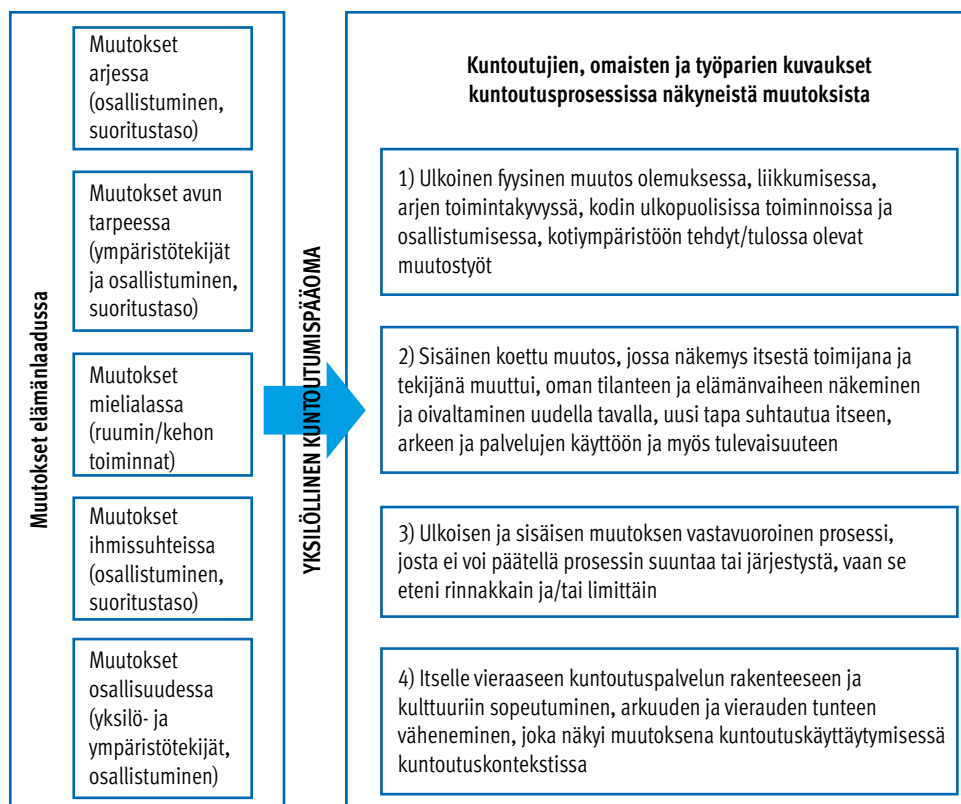 Muutokset elämänlaadussa
Muutokset
arjessa
(osallistuminen,
suoritustaso)
Muutokset avun
tarpeessa
(ympäristötekijät
ja osallistuminen,
suoritustaso)
Muutokset
mielialassa
(ruumin/kehon
toiminnat)
Muutokset
ihmissuhteissa
(osallistuminen,
suoritustaso)
Muutokset
osallisuudessa
(yksilö- ja
ympäristötekijät,
osallistuminen)
YKSILÖLLINEN KUNTOUTUMISPÄÄOMA
Kuntoutujien, omaisten ja työparien kuvaukset
kuntoutusprosessissa näkyneistä muutoksista
1) Ulkoinen fyysinen muutos olemuksessa, liikkumisessa,
arjen toimintakyvyssä, kodin ulkopuolisissa toiminnoissa ja
osallistumisessa, kotiympäristöön tehdyt/tulossa olevat
muutostyöt
2) Sisäinen koettu muutos, jossa näkemys itsestä toimijana ja
tekijänä muuttui, oman tilanteen ja elämänvaiheen näkeminen
ja oivaltaminen uudella tavalla, uusi tapa suhtautua itseen,
arkeen ja palvelujen käyttöön ja myös tulevaisuuteen
3) Ulkoisen ja sisäisen muutoksen vastavuoroinen prosessi,
josta ei voi päätellä prosessin suuntaa tai järjestystä, vaan se
eteni rinnakkain ja/tai limittäin
4) Itselle vieraaseen kuntoutuspalvelun rakenteeseen ja
kulttuuriin sopeutuminen, arkuuden ja vierauden tunteen
väheneminen, joka näkyi muutoksena kuntoutuskäyttäytymisessä
kuntoutuskontekstissa